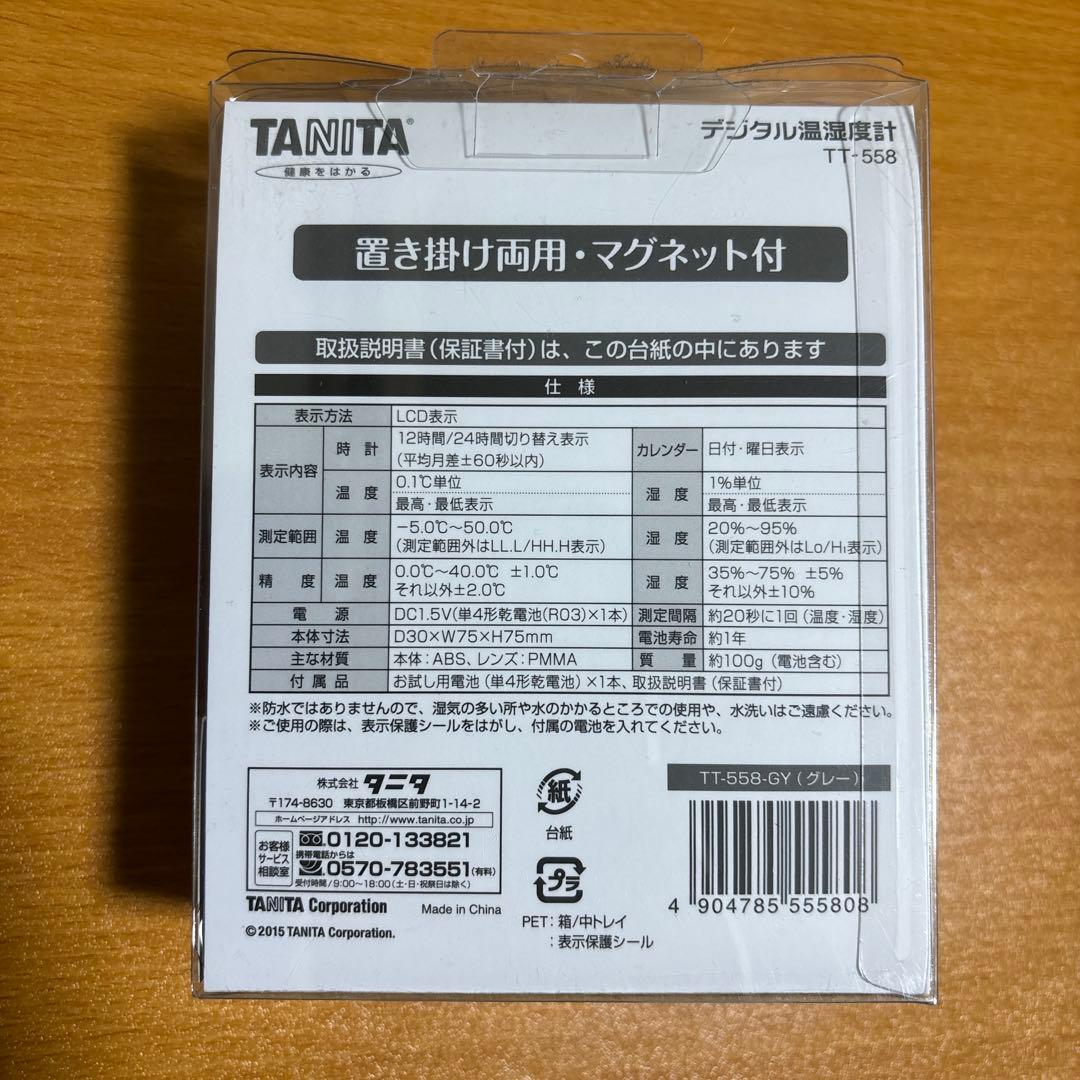 TANITA®
健康をはかる
デジタル温湿度計
TT-558
置き掛け両用・マグネット付
取扱説明書(保証書付)は、この台紙の中にあります
仕 様
表示方法 LCD表示
表示内容 時 計 12時間/24時間切り替え表示
(平均月差±60秒以内)
カレンダー 日付・曜日表示
温 度 0.1℃単位
最高・最低表示
湿 度 1%単位
最高・最低表示
測定範囲 温 度 -5.0℃~50.0℃
(測定範囲外はLL.L/HH.H表示)
湿 度 20%~95%
(測定範囲外はLo/Hi表示)
精 度 温 度 0.0℃~40.0℃ ±1.0℃
それ以外±2.0℃
湿 度 35%~75% ±5%
それ以外±10%
電 源 DC1.5V(単4形乾電池(R03)×1本) 測定間隔 約20秒に1回(温度・湿度)
本体寸法 D30×W75×H75mm 電池寿命 約1年
主な材質 本体:ABS、レンズ:PMMA 質 量 約100g(電池含む)
付 属 品 お試し用電池(単4形乾電池)×1本、取扱説明書(保証書付)
※防水ではありませんので、湿気の多い所や水のかかるところでの使用や、水洗いはご遠慮ください。
※ご使用の際は、表示保護シールをはがし、付属の電池を入れてください。
株式会社 タニタ
〒174-8630 東京都板橋区前野町1-14-2
ホームページアドレス http://www.tanita.co.jp
お客様
サービス
相談室
0120-133821
携帯電話からは
0570-783551(有料)
受付時間/9:00~18:00(土・日・祝祭日は除く)
TANITA Corporation Made in China
©2015 TANITA Corporation.
紙
台紙
プラ
PET:箱/中トレイ
:表示保護シール
TT-558-GY(グレー)
4 904785 555808